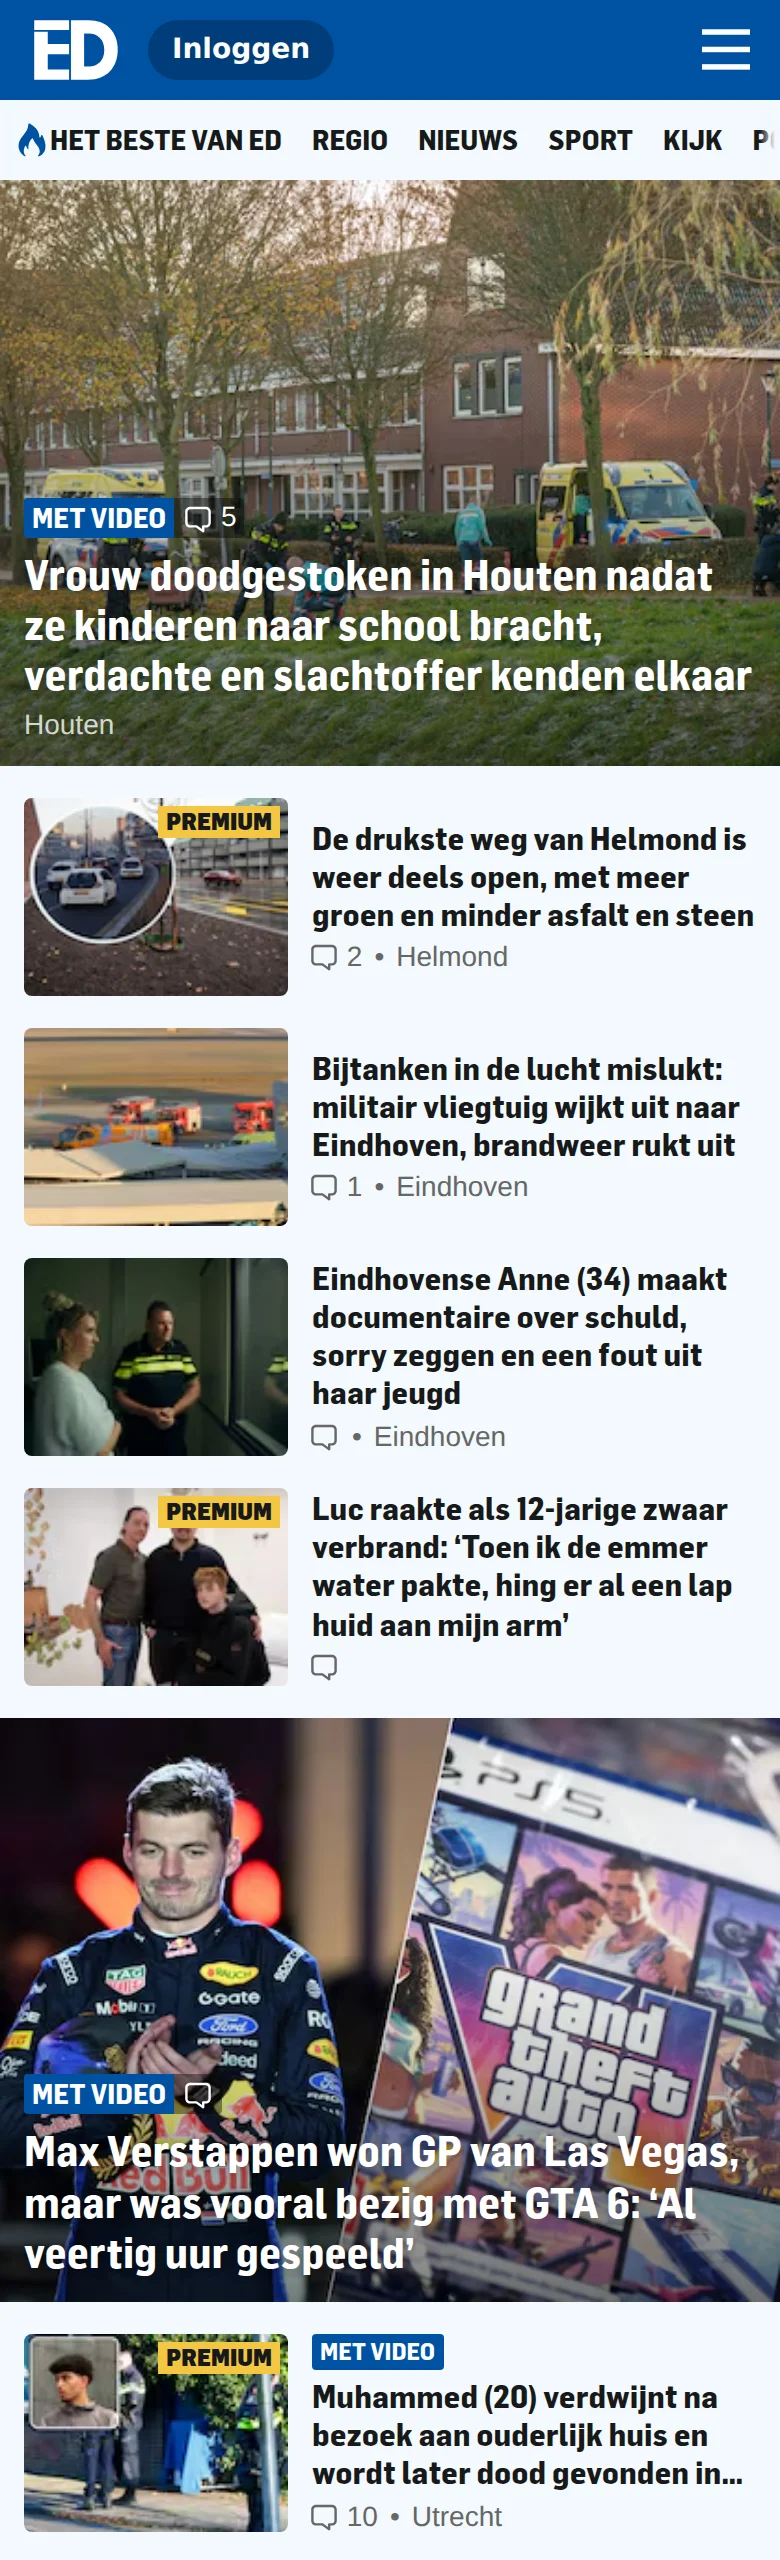 ED
Inloggen
HET BESTE VAN ED REGIO NIEUWS SPORT KIJK
MET VIDEO 5
Vrouw doodgestoken in Houten nadat
ze kinderen naar school bracht,
verdachte en slachtoffer kenden elkaar
Houten
PREMIUM
De drukste weg van Helmond is
weer deels open, met meer
groen en minder asfalt en steen
2 • Helmond
Bijtanken in de lucht mislukt:
militair vliegtuig wijkt uit naar
Eindhoven, brandweer rukt uit
1 • Eindhoven
Eindhovense Anne (34) maakt
documentaire over schuld,
sorry zeggen en een fout uit
haar jeugd
• Eindhoven
PREMIUM
Luc raakte als 12-jarige zwaar
verbrand: ‘Toen ik de emmer
water pakte, hing er al een lap
huid aan mijn arm’
PS5
TAG
RAUCH
Gate
Mobil 1
Ford
RACING
grand
theft
auto
MET VIDEO
Max Verstappen won GP van Las Vegas,
maar was vooral bezig met GTA 6: ‘Al
veertig uur gespeeld’
PREMIUM
MET VIDEO
Muhammed (20) verdwijnt na
bezoek aan ouderlijk huis en
wordt later dood gevonden in...
10 • Utrecht